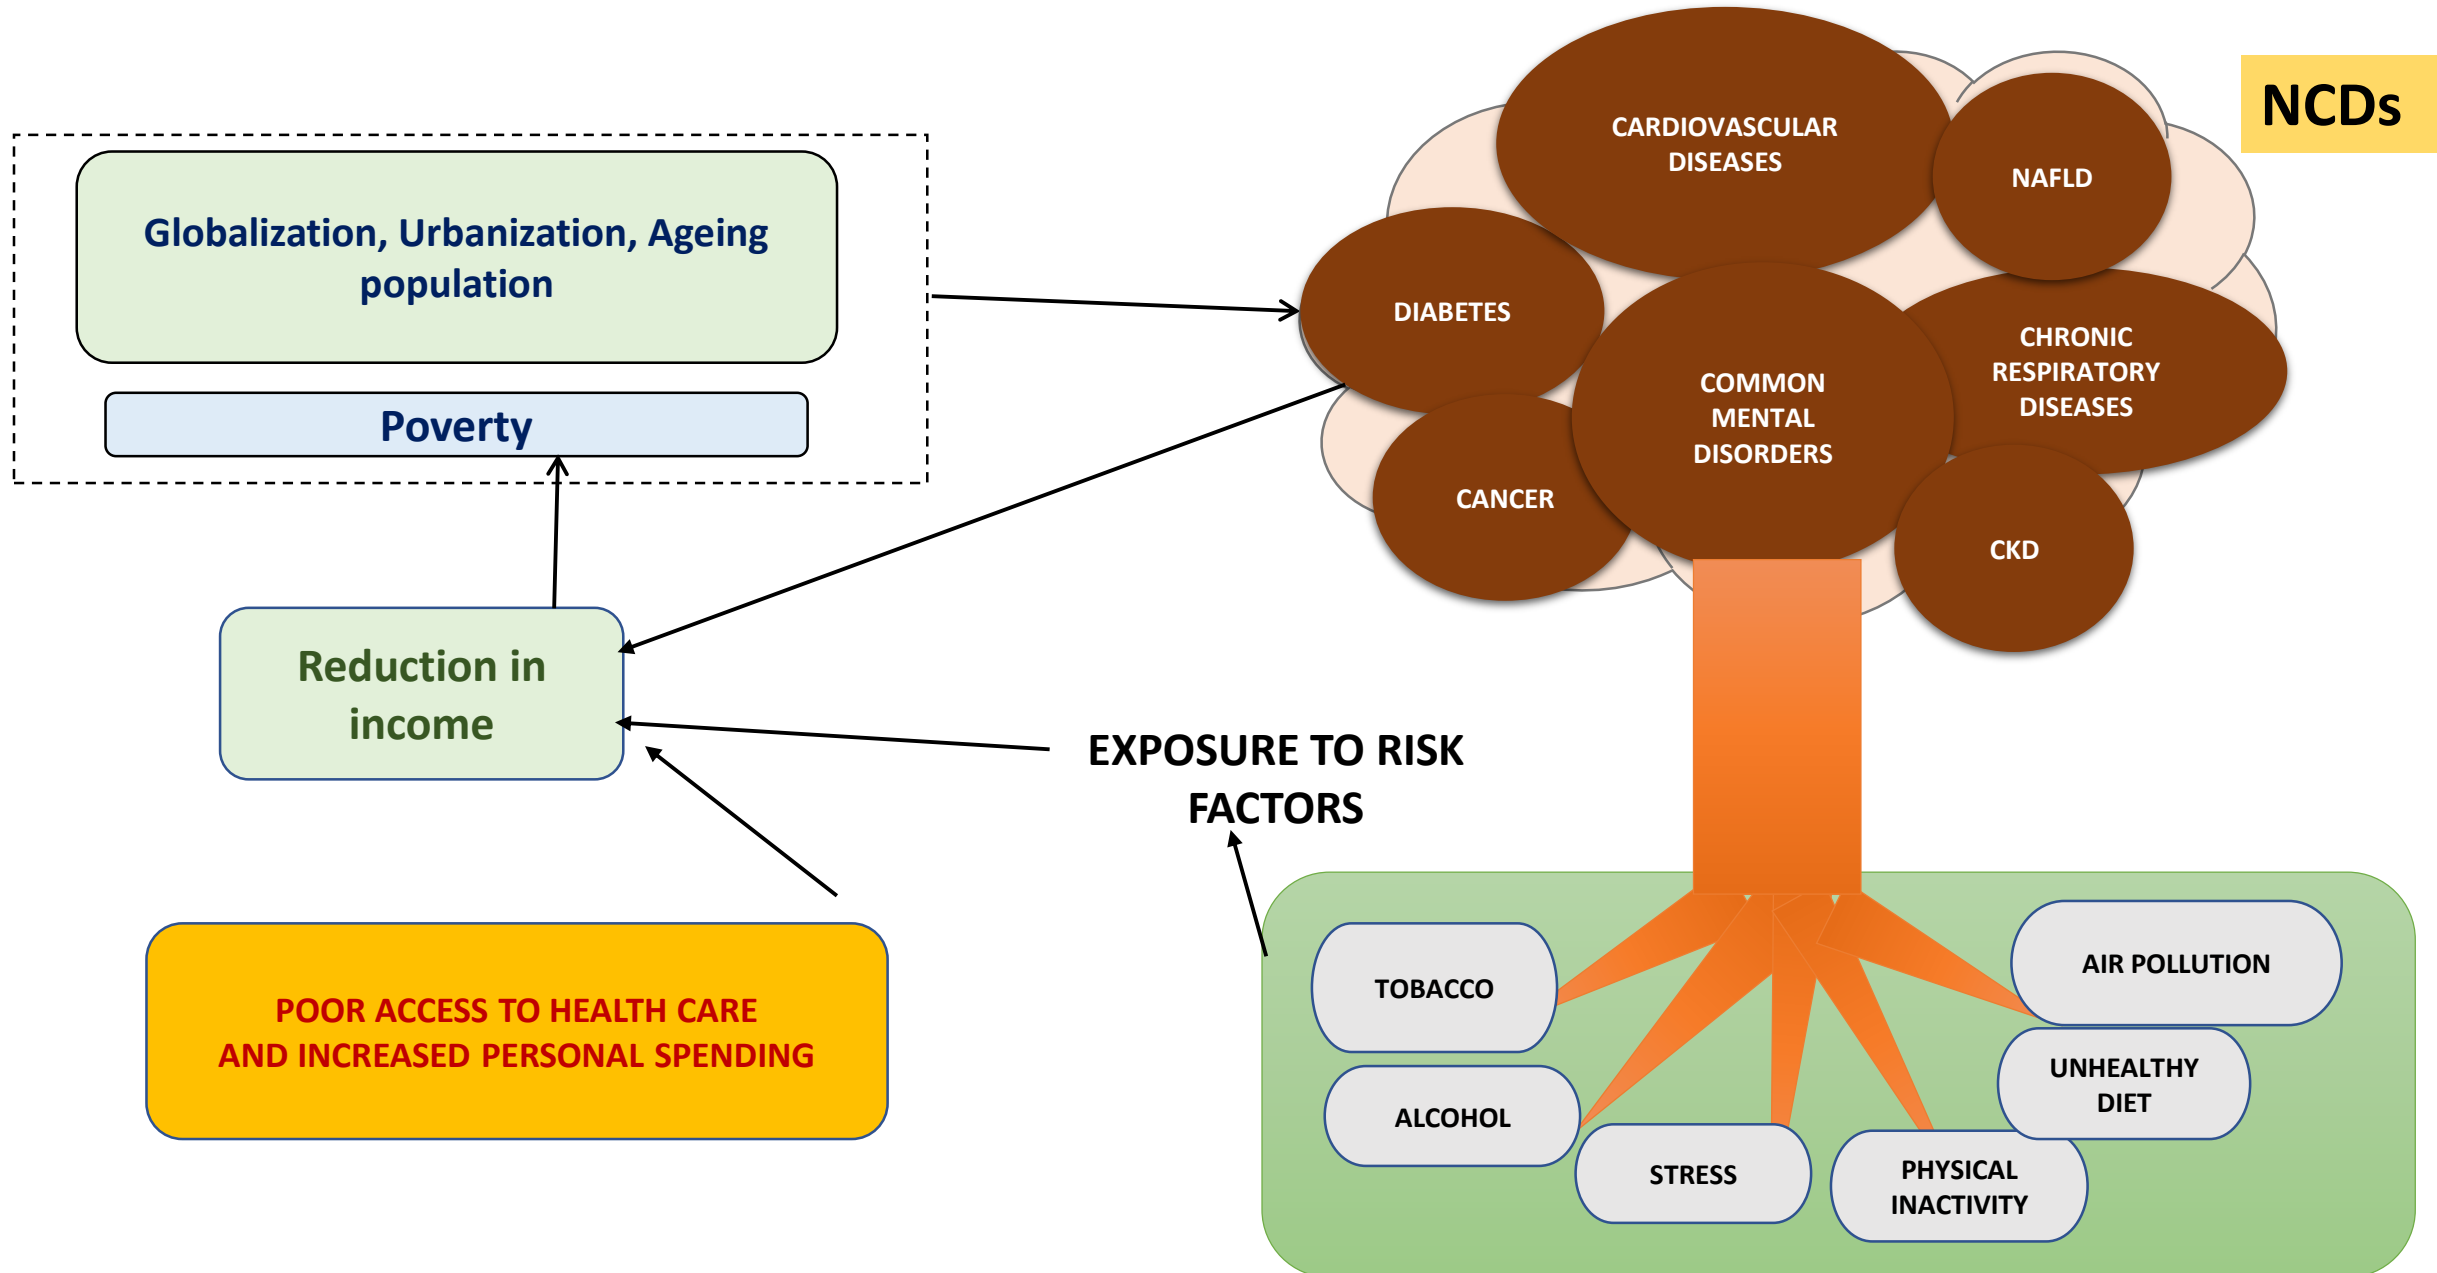 NCDs
CARDIOVASCULAR
DISEASES
NAFLD
DIABETES
CHRONIC
RESPIRATORY
DISEASES
COMMON
MENTAL
DISORDERS
CANCER
CKD
Globalization, Urbanization, Ageing
population
Poverty
Reduction in
income
EXPOSURE TO RISK
FACTORS
POOR ACCESS TO HEALTH CARE
AND INCREASED PERSONAL SPENDING
TOBACCO
ALCOHOL
STRESS
PHYSICAL
INACTIVITY
UNHEALTHY
DIET
AIR POLLUTION